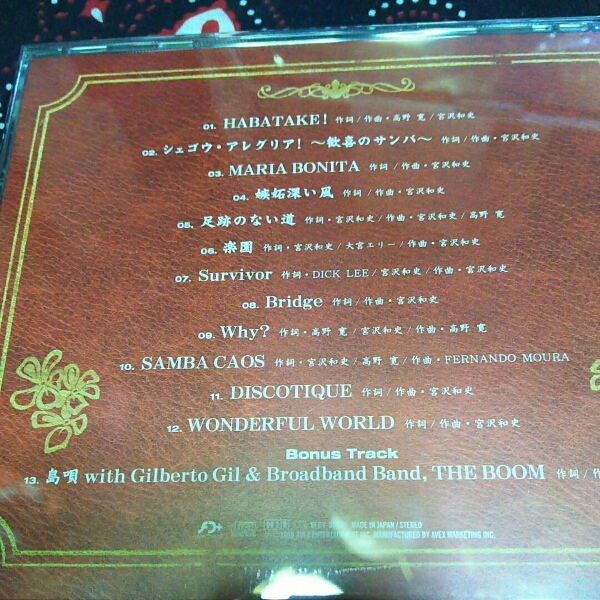 01. HABATAKE! 作詞/作曲・高野 寛/宮沢和史
02. シェゴウ・アレグリア! ～歓喜のサンバ～ 作詞/作曲・宮沢和史
03. MARIA BONITA 作詞/作曲・宮沢和史
04. 嫉妬深い風 作詞/作曲・宮沢和史
05. 足跡のない道 作詞・宮沢和史/作曲・宮沢和史/高野 寛
06. 楽園 作詞・宮沢和史/大宮エリー/作曲・宮沢和史
07. Survivor 作詞・DICK LEE/宮沢和史/作曲・宮沢和史
08. Bridge 作詞/作曲・宮沢和史
09. Why? 作詞・高野 寛/宮沢和史/作曲・高野 寛
10. SAMBA CAOS 作詞・宮沢和史/高野 寛/作曲・FERNANDO MOURA
11. DISCOTIQUE 作詞/作曲・宮沢和史
12. WONDERFUL WORLD 作詞/作曲・宮沢和史
Bonus Track
13. 島唄 with Gilberto Gil & Broadband Band, THE BOOM 作詞/作
MADE IN JAPAN/STEREO
INC. MANUFACTURED BY AVEX MARKETING INC.